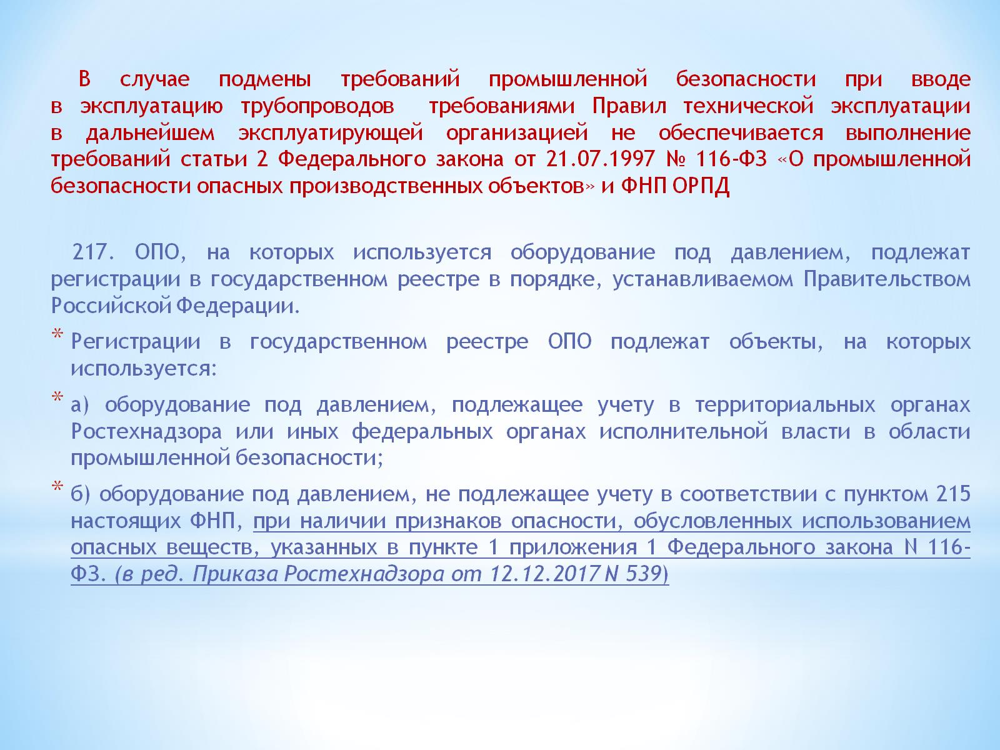 В случае подмены требований промышленной безопасности при вводе
в эксплуатацию трубопроводов требованиями Правил технической эксплуатации
в дальнейшем эксплуатирующей организацией не обеспечивается выполнение
требований статьи 2 Федерального закона от 21.07.1997 № 116-ФЗ «О промышленной
безопасности опасных производственных объектов» и ФНП ОРПД
217. ОПО, на которых используется оборудование под давлением, подлежат
регистрации в государственном реестре в порядке, устанавливаемом Правительством
Российской Федерации.
* Регистрации в государственном реестре ОПО подлежат объекты, на которых
используется:
* а) оборудование под давлением, подлежащее учету в территориальных органах
Ростехнадзора или иных федеральных органах исполнительной власти в области
промышленной безопасности;
* б) оборудование под давлением, не подлежащее учету в соответствии с пунктом 215
настоящих ФНП, при наличии признаков опасности, обусловленных использованием
опасных веществ, указанных в пункте 1 приложения 1 Федерального закона N 116-
ФЗ. (в ред. Приказа Ростехнадзора от 12.12.2017 N 539)